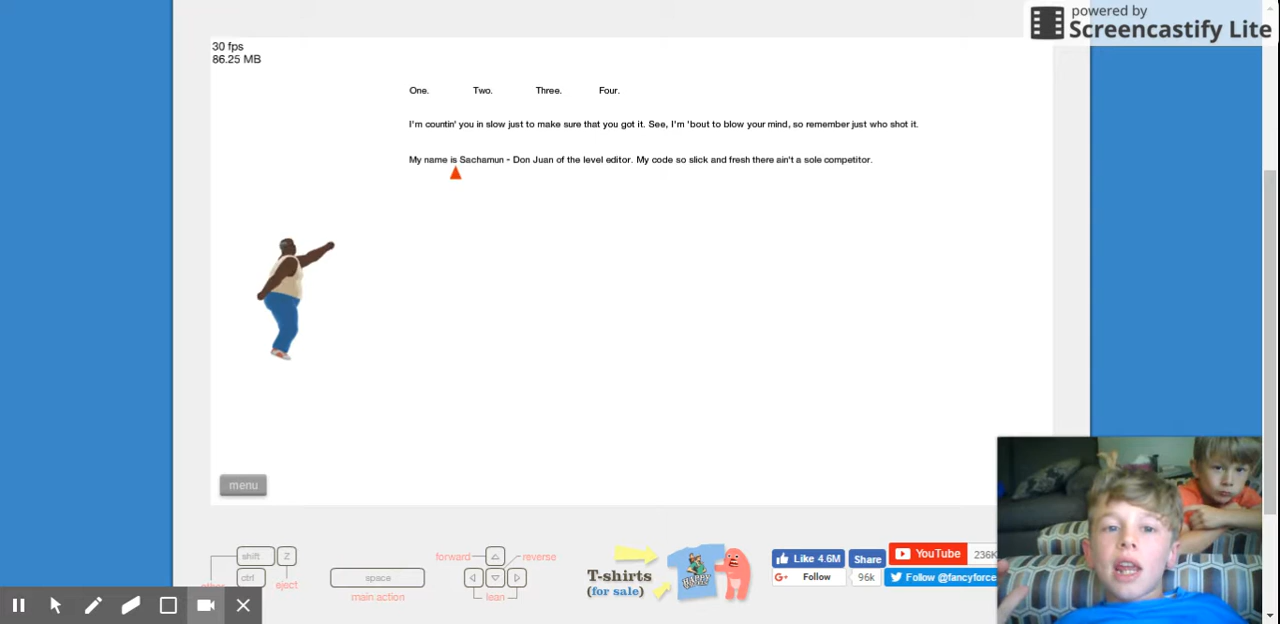 powered by
Screencastify Lite
30 fps
86.25 MB
One. Two. Three. Four.
I'm countin' you in slow just to make sure that you got it. See, I'm 'bout to blow your mind, so remember just who shot it.
My name is Sachamun - Don Juan of the level editor. My code so slick and fresh there ain't a sole competitor.
menu
shift Z
ctrl
eject
space
main action
forward
reverse
lean
T-shirts
(for sale)
HAPPY WHEELS
Like 4.6M Share
YouTube 236K
G+ Follow 96k
Follow @fancyforce